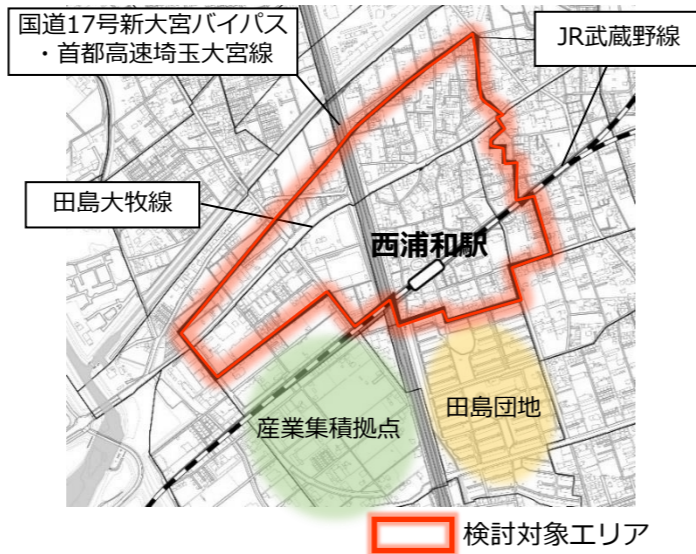 国道17号新大宮バイパス
・首都高速埼玉大宮線
JR武蔵野線
田島大牧線
西浦和駅
産業集積拠点
田島団地
検討対象エリア